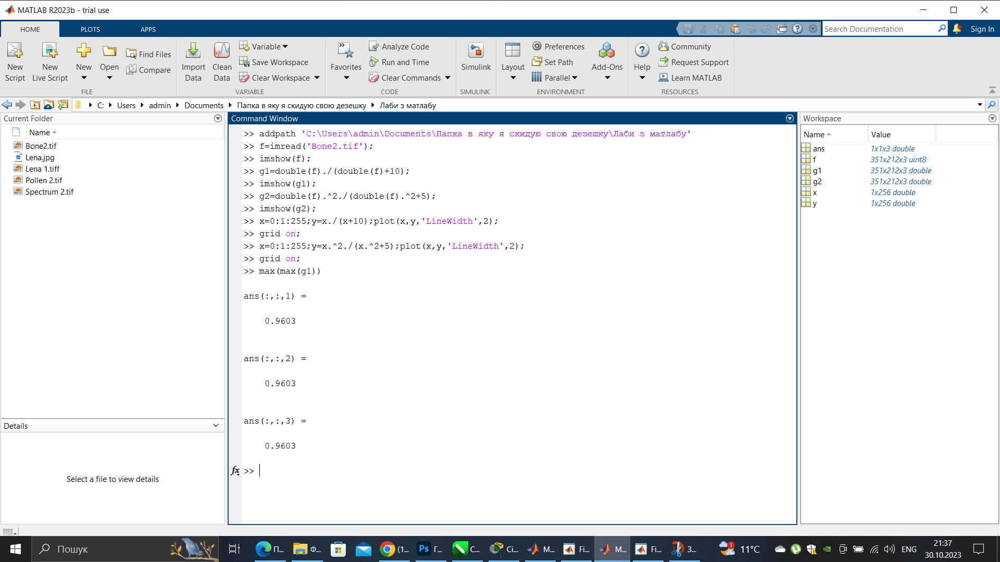 MATLAB R2023b - trial use
HOME PLOTS APPS
Search Documentation
Sign In
New Script
New Live Script
New
Open
Find Files
Compare
FILE
Import Data
Clean Data
Variable
Save Workspace
Clear Workspace
VARIABLE
Favorites
Analyze Code
Run and Time
Clear Commands
CODE
Simulink
SIMULINK
Layout
Preferences
Set Path
Parallel
Add-Ons
ENVIRONMENT
Help
Community
Request Support
Learn MATLAB
RESOURCES
C: Users admin Documents Папка в яку я скидую свою дезешку Лаби з матлабу
Current Folder
Name
Bone2.tif
Lena.jpg
Lena 1.tiff
Pollen 2.tif
Spectrum 2.tif
Details
Select a file to view details
Command Window
>> addpath 'C:\Users\admin\Documents\Папка в яку я скидую свою дезешку\Лаби з матлабу'
>> f=imread('Bone2.tif');
>> imshow(f);
>> g1=double(f)./(double(f)+10);
>> imshow(g1);
>> g2=double(f).^2./(double(f).^2+5);
>> imshow(g2);
>> x=0:1:255;y=x./(x+10);plot(x,y,'LineWidth',2);
>> grid on;
>> x=0:1:255;y=x.^2./(x.^2+5);plot(x,y,'LineWidth',2);
>> grid on;
>> max(max(g1))
ans(:,:,1) =
0.9603
ans(:,:,2) =
0.9603
ans(:,:,3) =
0.9603
fx >>
Workspace
Name Value
ans 1x1x3 double
f 351x212x3 uint8
g1 351x212x3 double
g2 351x212x3 double
x 1x256 double
y 1x256 double
Пошук
П...
Ф...
(1...
Ps Г...
С...
Ci...
M...
Fi...
M...
Fi...
З...
1
11°C
ENG
21:37
30.10.2023